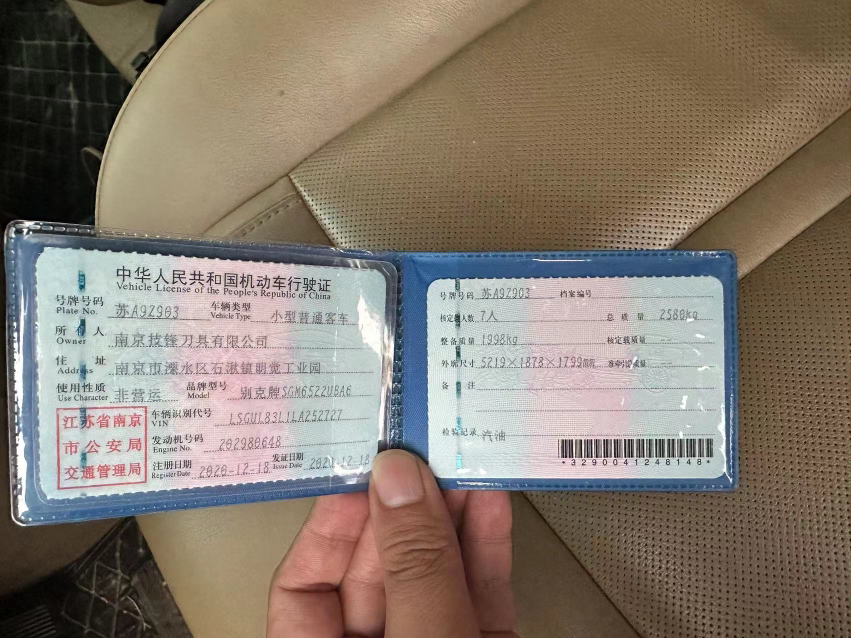 中华人民共和国机动车行驶证
Vehicle License of the People's Republic of China
号牌号码 苏A9Z903 车辆类型 小型普通客车
Plate No. Vehicle Type
所有人 南京技锋刀具有限公司
Owner
住址 南京市溧水区石湫镇明觉工业园
Address
使用性质 非营运 品牌型号 别克牌SGM6522UBA6
Use Character Model
江苏省南京
市公安局
交通管理局
车辆识别代号 LSGUL83L1LA252727
VIN
发动机号码 202980648
Engine No.
注册日期 2020-12-18 发证日期 2020-12-18
Register Date Issue Date
号牌号码 苏A9Z903 档案编号
核定载人数 7人 总质量 2580kg
整备质量 1998kg 核定载质量 --
外廓尺寸 5219×1878×1799mm 准牵引总质量 --
备注
检验记录 汽油
*3290041248148*